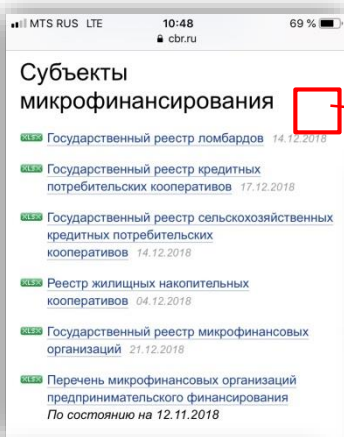 MTS RUS LTE 10:48 69 %
cbr.ru
Субъекты
микрофинансирования
XLSX Государственный реестр ломбардов 14.12.2018
XLSX Государственный реестр кредитных
потребительских кооперативов 17.12.2018
XLSX Государственный реестр сельскохозяйственных
кредитных потребительских
кооперативов 14.12.2018
XLSX Реестр жилищных накопительных
кооперативов 04.12.2018
XLSX Государственный реестр микрофинансовых
организаций 21.12.2018
XLSX Перечень микрофинансовых организаций
предпринимательского финансирования
По состоянию на 12.11.2018